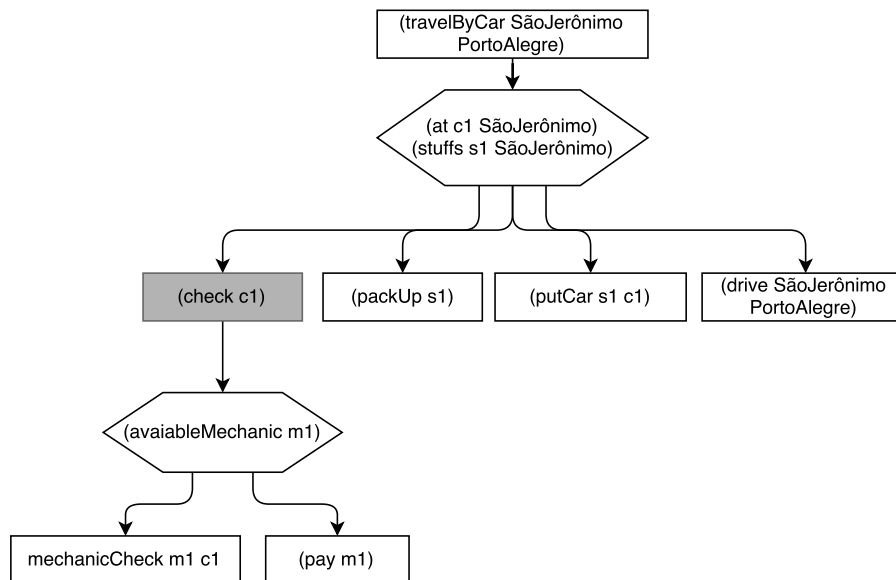 (travelByCar SãoJerônimo
PortoAlegre)
(at c1 SãoJerônimo)
(stuffs s1 SãoJerônimo)
(check c1)
(packUp s1)
(putCar s1 c1)
(drive SãoJerônimo
PortoAlegre)
(avaiableMechanic m1)
mechanicCheck m1 c1
(pay m1)